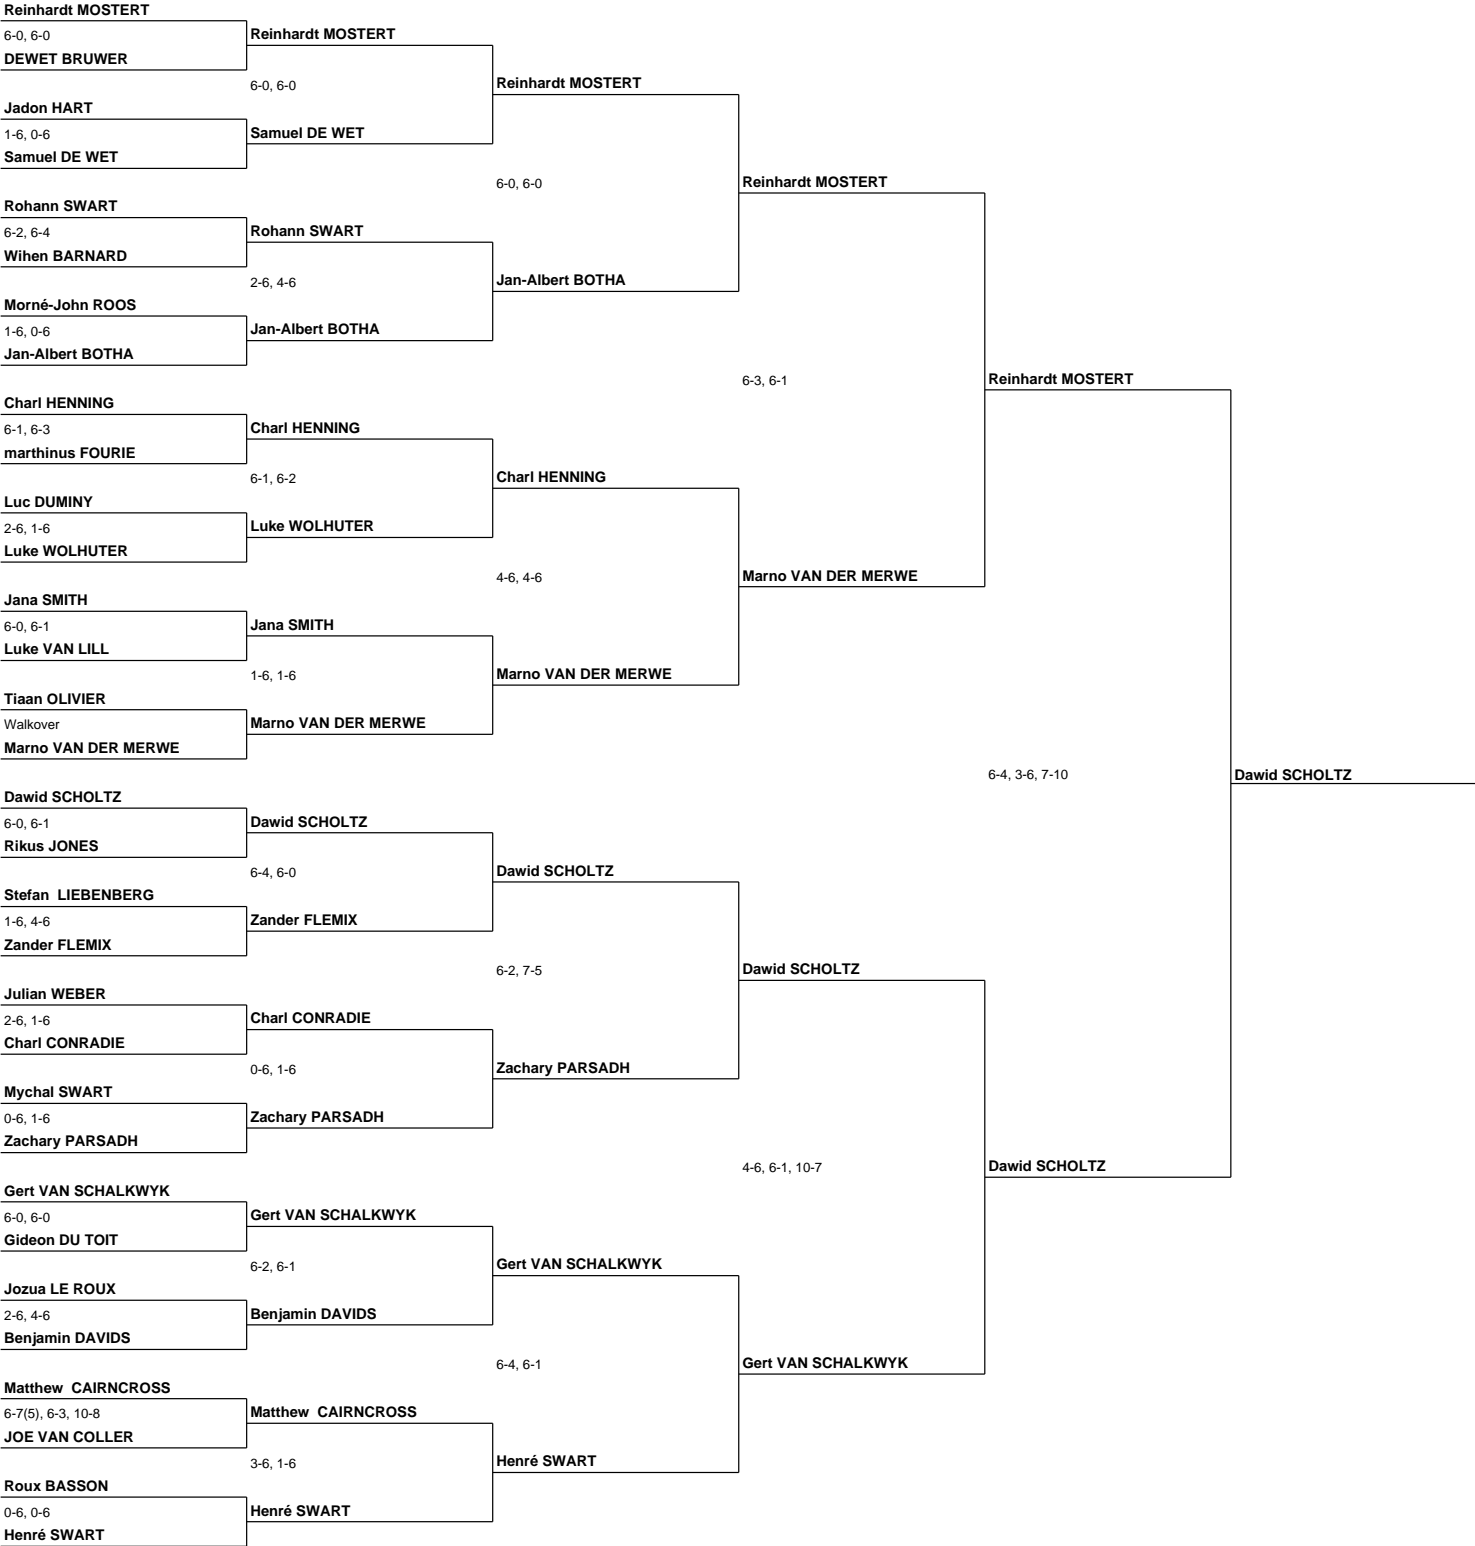 Reinhardt MOSTERT
6-0, 6-0
DEWET BRUWER
Jadon HART
1-6, 0-6
Samuel DE WET
Rohann SWART
6-2, 6-4
Wihen BARNARD
Morné-John ROOS
1-6, 0-6
Jan-Albert BOTHA
Charl HENNING
6-1, 6-3
marthinus FOURIE
Luc DUMINY
2-6, 1-6
Luke WOLHUTER
Jana SMITH
6-0, 6-1
Luke VAN LILL
Tiaan OLIVIER
Walkover
Marno VAN DER MERWE
Dawid SCHOLTZ
6-0, 6-1
Rikus JONES
Stefan  LIEBENBERG
1-6, 4-6
Zander FLEMIX
Julian WEBER
2-6, 1-6
Charl CONRADIE
Mychal SWART
0-6, 1-6
Zachary PARSADH
Gert VAN SCHALKWYK
6-0, 6-0
Gideon DU TOIT
Jozua LE ROUX
2-6, 4-6
Benjamin DAVIDS
Matthew  CAIRNCROSS
6-7(5), 6-3, 10-8
JOE VAN COLLER
Roux BASSON
0-6, 0-6
Henré SWART
Reinhardt MOSTERT
6-0, 6-0
Samuel DE WET
Rohann SWART
2-6, 4-6
Jan-Albert BOTHA
Charl HENNING
6-1, 6-2
Luke WOLHUTER
Jana SMITH
1-6, 1-6
Marno VAN DER MERWE
Dawid SCHOLTZ
6-4, 6-0
Zander FLEMIX
Charl CONRADIE
0-6, 1-6
Zachary PARSADH
Gert VAN SCHALKWYK
6-2, 6-1
Benjamin DAVIDS
Matthew  CAIRNCROSS
3-6, 1-6
Henré SWART
Reinhardt MOSTERT
6-0, 6-0
Jan-Albert BOTHA
Charl HENNING
4-6, 4-6
Marno VAN DER MERWE
Dawid SCHOLTZ
6-2, 7-5
Zachary PARSADH
Gert VAN SCHALKWYK
6-4, 6-1
Henré SWART
Reinhardt MOSTERT
6-3, 6-1
Marno VAN DER MERWE
Dawid SCHOLTZ
4-6, 6-1, 10-7
Gert VAN SCHALKWYK
Reinhardt MOSTERT
6-4, 3-6, 7-10
Dawid SCHOLTZ
Dawid SCHOLTZ